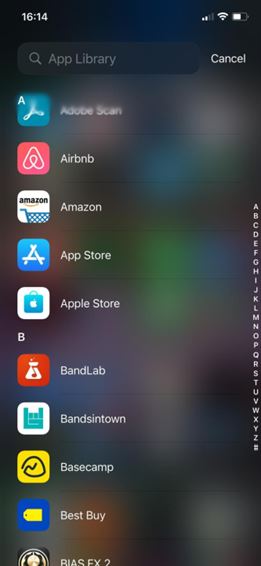 16:14
App Library
Cancel
A
Adobe Scan
Airbnb
amazon
Amazon
App Store
Apple Store
B
BandLab
Bandsintown
Basecamp
Best Buy
BIAS FX 2
A
B
C
D
E
F
G
H
I
J
K
L
M
N
O
P
Q
R
S
T
U
V
W
X
Y
Z
#